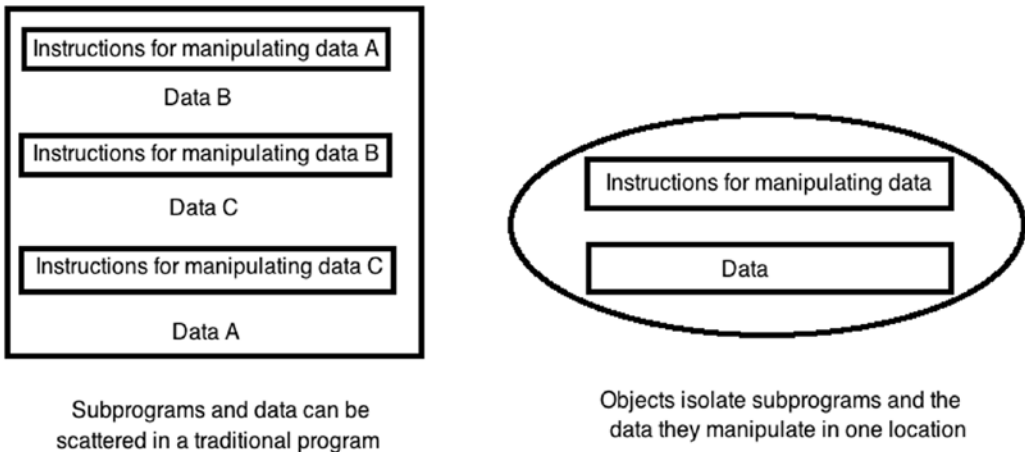 Instructions for manipulating data A
Data B
Instructions for manipulating data B
Data C
Instructions for manipulating data C
Data A
Subprograms and data can be
scattered in a traditional program
Instructions for manipulating data
Data
Objects isolate subprograms and the
data they manipulate in one location